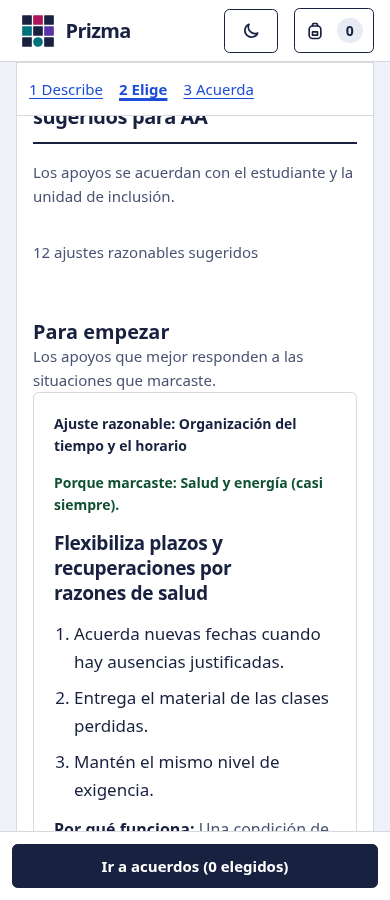 Prizma
0
1 Describe
2 Elige
3 Acuerda
sugeridos para AA
Los apoyos se acuerdan con el estudiante y la
unidad de inclusión.
12 ajustes razonables sugeridos
Para empezar
Los apoyos que mejor responden a las
situaciones que marcaste.
Ajuste razonable: Organización del
tiempo y el horario
Porque marcaste: Salud y energía (casi
siempre).
Flexibiliza plazos y
recuperaciones por
razones de salud
1. Acuerda nuevas fechas cuando
hay ausencias justificadas.
2. Entrega el material de las clases
perdidas.
3. Mantén el mismo nivel de
exigencia.
Por qué funciona: Una condición de
Ir a acuerdos (0 elegidos)